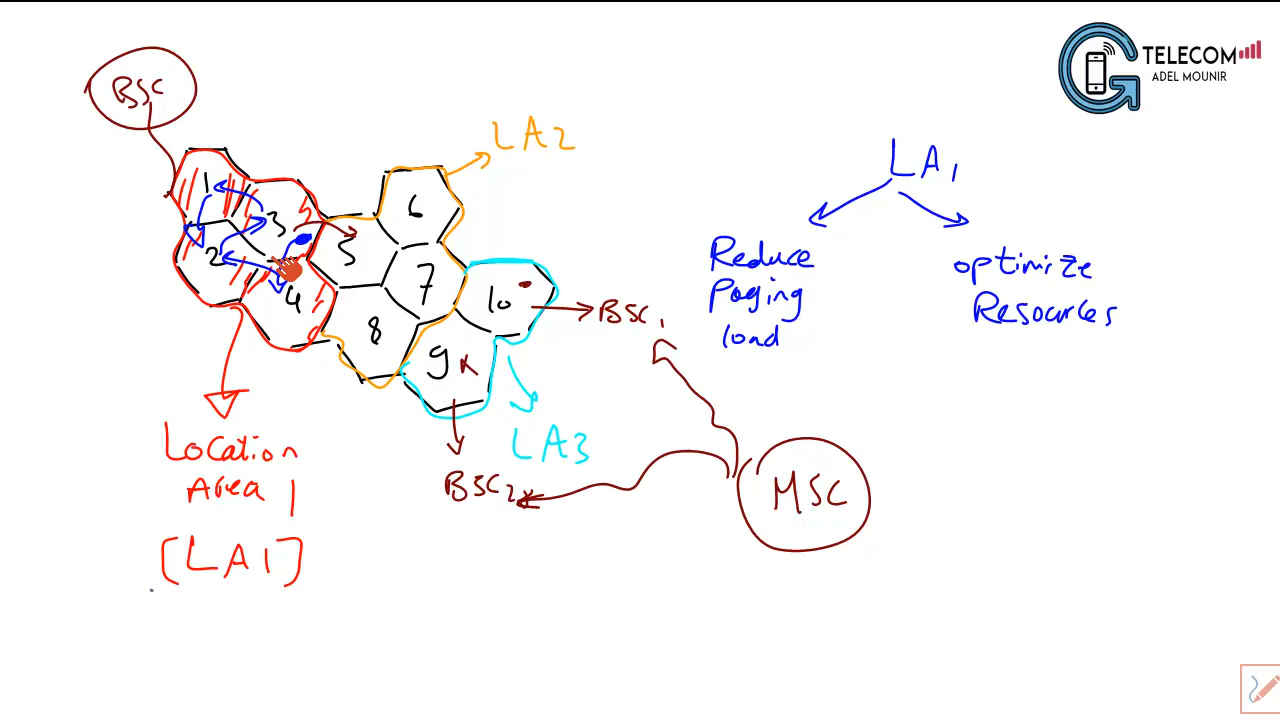 TELECOM
ADEL MOUNIR
BSC
LA2
LA1
1
6
3
5
2
7
4
10
8
9x
Reduce
Paging
load
optimize
Resources
BSC1
Location
Area 1
[LA1]
LA3
BSC2
MSC